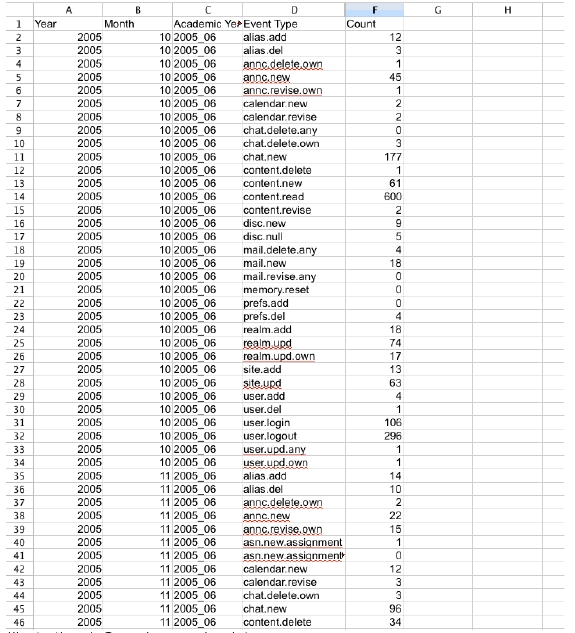 A B C D F G H
1 Year Month Academic Ye Event Type Count
2 2005 10 2005_06 alias.add 12
3 2005 10 2005_06 alias.del 3
4 2005 10 2005_06 annc.delete.own 1
5 2005 10 2005_06 annc.new 45
6 2005 10 2005_06 annc.revise.own 1
7 2005 10 2005_06 calendar.new 2
8 2005 10 2005_06 calendar.revise 2
9 2005 10 2005_06 chat.delete.any 0
10 2005 10 2005_06 chat.delete.own 3
11 2005 10 2005_06 chat.new 177
12 2005 10 2005_06 content.delete 1
13 2005 10 2005_06 content.new 61
14 2005 10 2005_06 content.read 600
15 2005 10 2005_06 content.revise 2
16 2005 10 2005_06 disc.new 9
17 2005 10 2005_06 disc.null 5
18 2005 10 2005_06 mail.delete.any 4
19 2005 10 2005_06 mail.new 18
20 2005 10 2005_06 mail.revise.any 0
21 2005 10 2005_06 memory.reset 0
22 2005 10 2005_06 prefs.add 0
23 2005 10 2005_06 prefs.del 4
24 2005 10 2005_06 realm.add 18
25 2005 10 2005_06 realm.upd 74
26 2005 10 2005_06 realm.upd.own 17
27 2005 10 2005_06 site.add 13
28 2005 10 2005_06 site.upd 63
29 2005 10 2005_06 user.add 4
30 2005 10 2005_06 user.del 1
31 2005 10 2005_06 user.login 106
32 2005 10 2005_06 user.logout 296
33 2005 10 2005_06 user.upd.any 1
34 2005 10 2005_06 user.upd.own 1
35 2005 11 2005_06 alias.add 14
36 2005 11 2005_06 alias.del 10
37 2005 11 2005_06 annc.delete.own 2
38 2005 11 2005_06 annc.new 22
39 2005 11 2005_06 annc.revise.own 15
40 2005 11 2005_06 asn.new.assignment 1
41 2005 11 2005_06 asn.new.assignment 0
42 2005 11 2005_06 calendar.new 12
43 2005 11 2005_06 calendar.revise 3
44 2005 11 2005_06 chat.delete.own 3
45 2005 11 2005_06 chat.new 96
46 2005 11 2005_06 content.delete 34